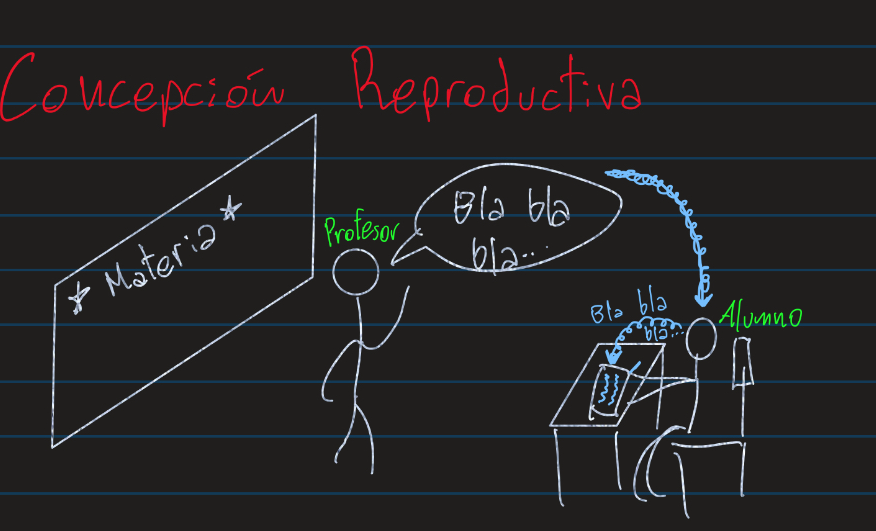 Concepción Reproductiva
★ Materia ★
Profesor
Bla bla
bla...
Bla bla
bla...
Alumno